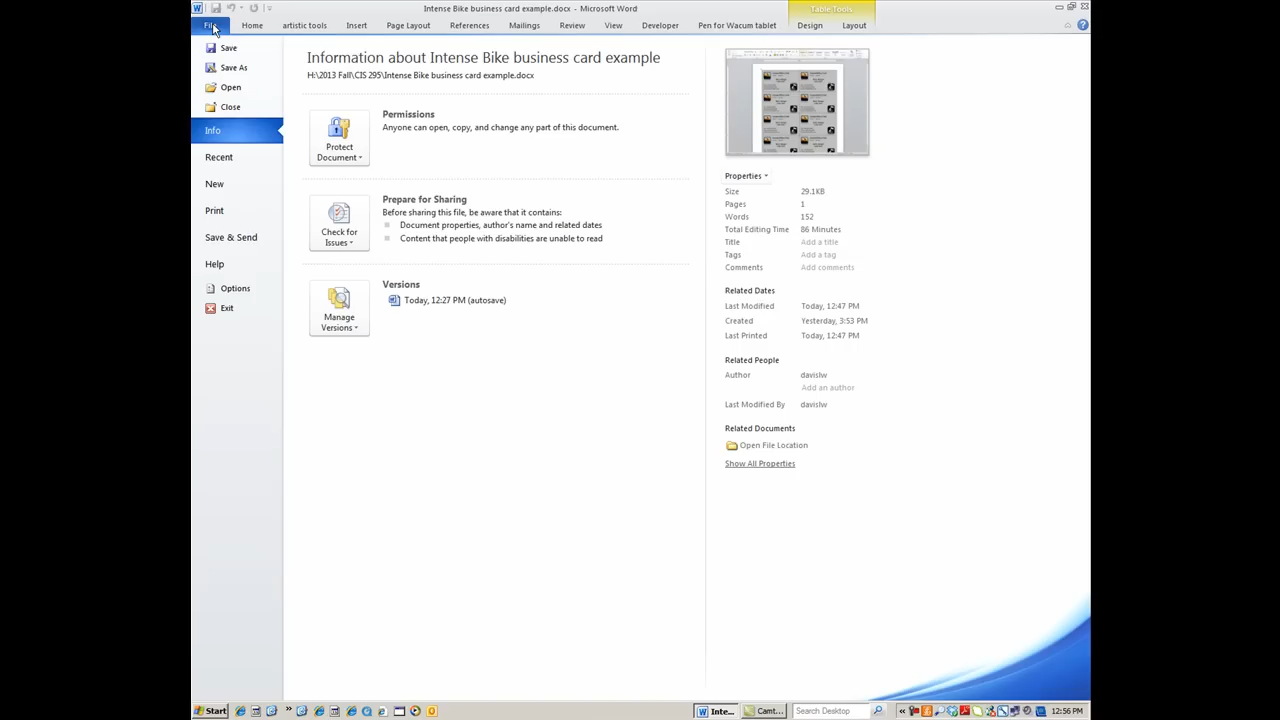 Intense Bike business card example.docx - Microsoft Word
Table Tools
File Home artistic tools Insert Page Layout References Mailings Review View Developer Pen for Wacum tablet Design Layout
Save
Save As
Open
Close
Info
Recent
New
Print
Save & Send
Help
Options
Exit
Information about Intense Bike business card example
H:\2013 Fall\CIS 295\Intense Bike business card example.docx
Protect
Document
Permissions
Anyone can open, copy, and change any part of this document.
Check for
Issues
Prepare for Sharing
Before sharing this file, be aware that it contains:
Document properties, author's name and related dates
Content that people with disabilities are unable to read
Manage
Versions
Versions
Today, 12:27 PM (autosave)
Properties
Size 29.1KB
Pages 1
Words 152
Total Editing Time 86 Minutes
Title Add a title
Tags Add a tag
Comments Add comments
Related Dates
Last Modified Today, 12:47 PM
Created Yesterday, 3:53 PM
Last Printed Today, 12:47 PM
Related People
Author davislw
Add an author
Last Modified By davislw
Related Documents
Open File Location
Show All Properties
Start Inte... Camt... Search Desktop 12:56 PM